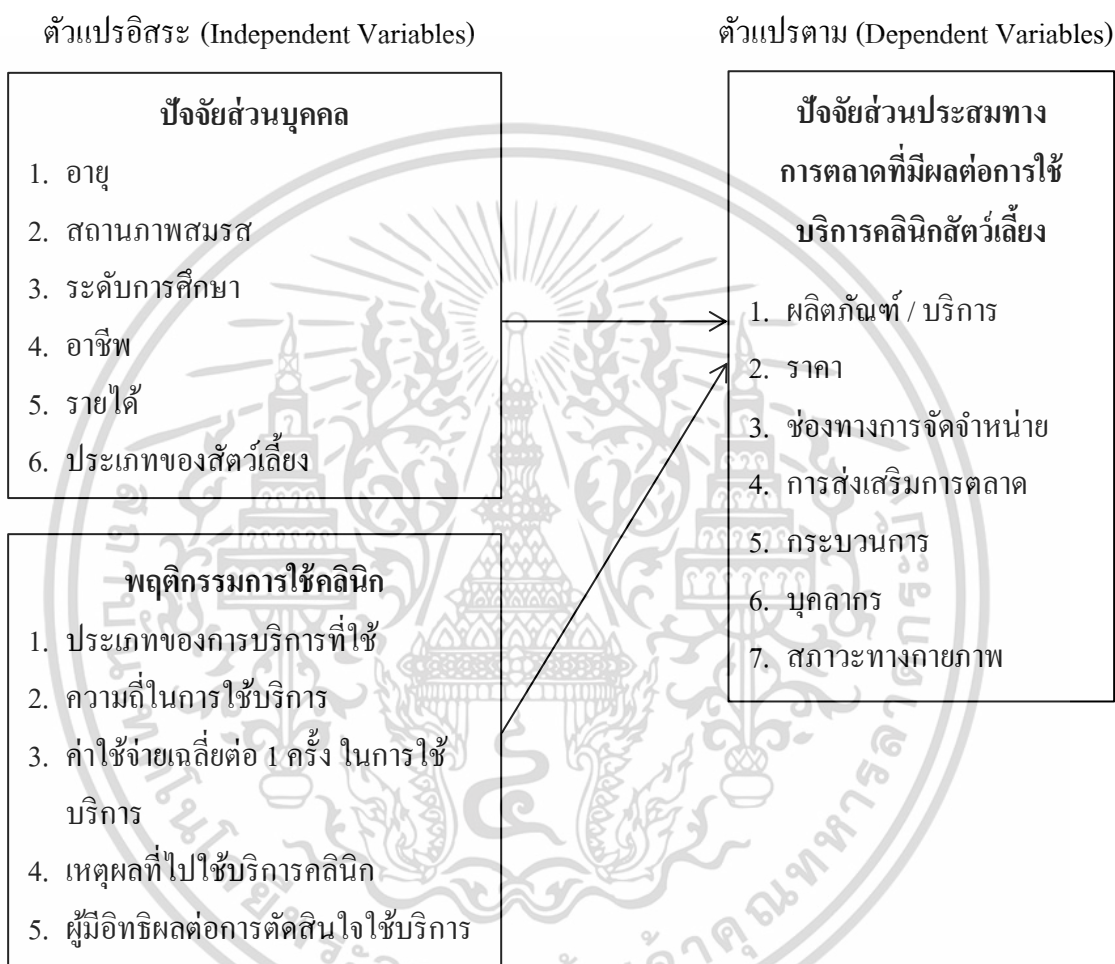 ตัวแปรอิสระ (Independent Variables)
ปัจจัยส่วนบุคคล
1. อายุ
2. สถานภาพสมรส
3. ระดับการศึกษา
4. อาชีพ
5. รายได้
6. ประเภทของสัตว์เลี้ยง
พฤติกรรมการใช้คลินิก
1. ประเภทของการบริการที่ใช้
2. ความถี่ในการใช้บริการ
3. ค่าใช้จ่ายเฉลี่ยต่อ 1 ครั้ง ในการใช้
บริการ
4. เหตุผลที่ไปใช้บริการคลินิก
5. ผู้มีอิทธิผลต่อการตัดสินใจใช้บริการ
ตัวแปรตาม (Dependent Variables)
ปัจจัยส่วนประสมทาง
การตลาดที่มีผลต่อการใช้
บริการคลินิกสัตว์เลี้ยง
1. ผลิตภัณฑ์ / บริการ
2. ราคา
3. ช่องทางการจัดจำหน่าย
4. การส่งเสริมการตลาด
5. กระบวนการ
6. บุคลากร
7. สภาวะทางกายภาพ